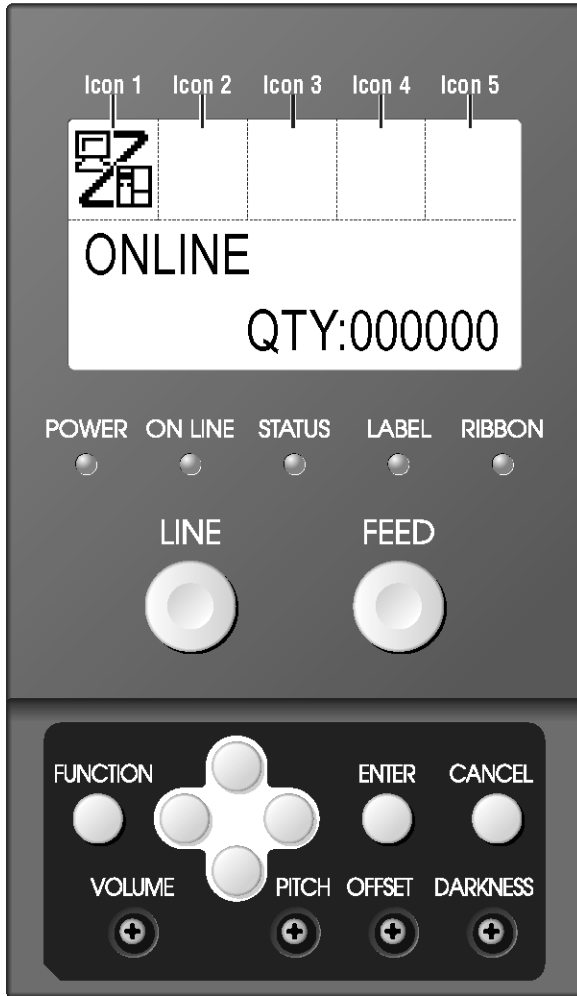 Icon 1 Icon 2 Icon 3 Icon 4 Icon 5
ONLINE
QTY:000000
POWER ON LINE STATUS LABEL RIBBON
LINE FEED
FUNCTION ENTER CANCEL
VOLUME PITCH OFFSET DARKNESS